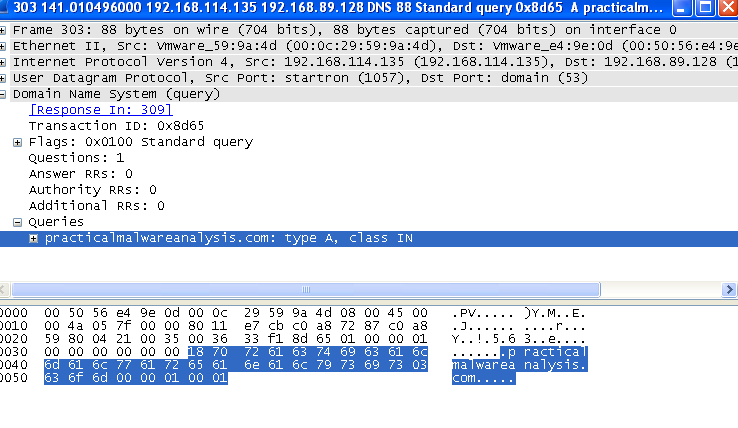 303 141.010496000 192.168.114.135 192.168.89.128 DNS 88 Standard query 0x8d65 A practicalm...
Frame 303: 88 bytes on wire (704 bits), 88 bytes captured (704 bits) on interface 0
Ethernet II, Src: Vmware_59:9a:4d (00:0c:29:59:9a:4d), Dst: Vmware_e4:9e:0d (00:50:56:e4:9e
Internet Protocol Version 4, Src: 192.168.114.135 (192.168.114.135), Dst: 192.168.89.128 (1
User Datagram Protocol, Src Port: startron (1057), Dst Port: domain (53)
Domain Name System (query)
[Response In: 309]
Transaction ID: 0x8d65
Flags: 0x0100 Standard query
Questions: 1
Answer RRs: 0
Authority RRs: 0
Additional RRs: 0
Queries
practicalmalwareanalysis.com: type A, class IN
0000 00 50 56 e4 9e 0d 00 0c 29 59 9a 4d 08 00 45 00 .PV..... )Y.M..E.
0010 00 4a 05 7f 00 00 80 11 e7 cb c0 a8 72 87 c0 a8 .J...... ....r...
0020 59 80 04 21 00 35 00 36 33 f1 8d 65 01 00 00 01 Y..!.5.6 3..e....
0030 00 00 00 00 00 00 18 70 72 61 63 74 69 63 61 6c .......p ractical
0040 6d 61 6c 77 61 72 65 61 6e 61 6c 79 73 69 73 03 malwarea nalysis.
0050 63 6f 6d 00 00 01 00 01 com.....